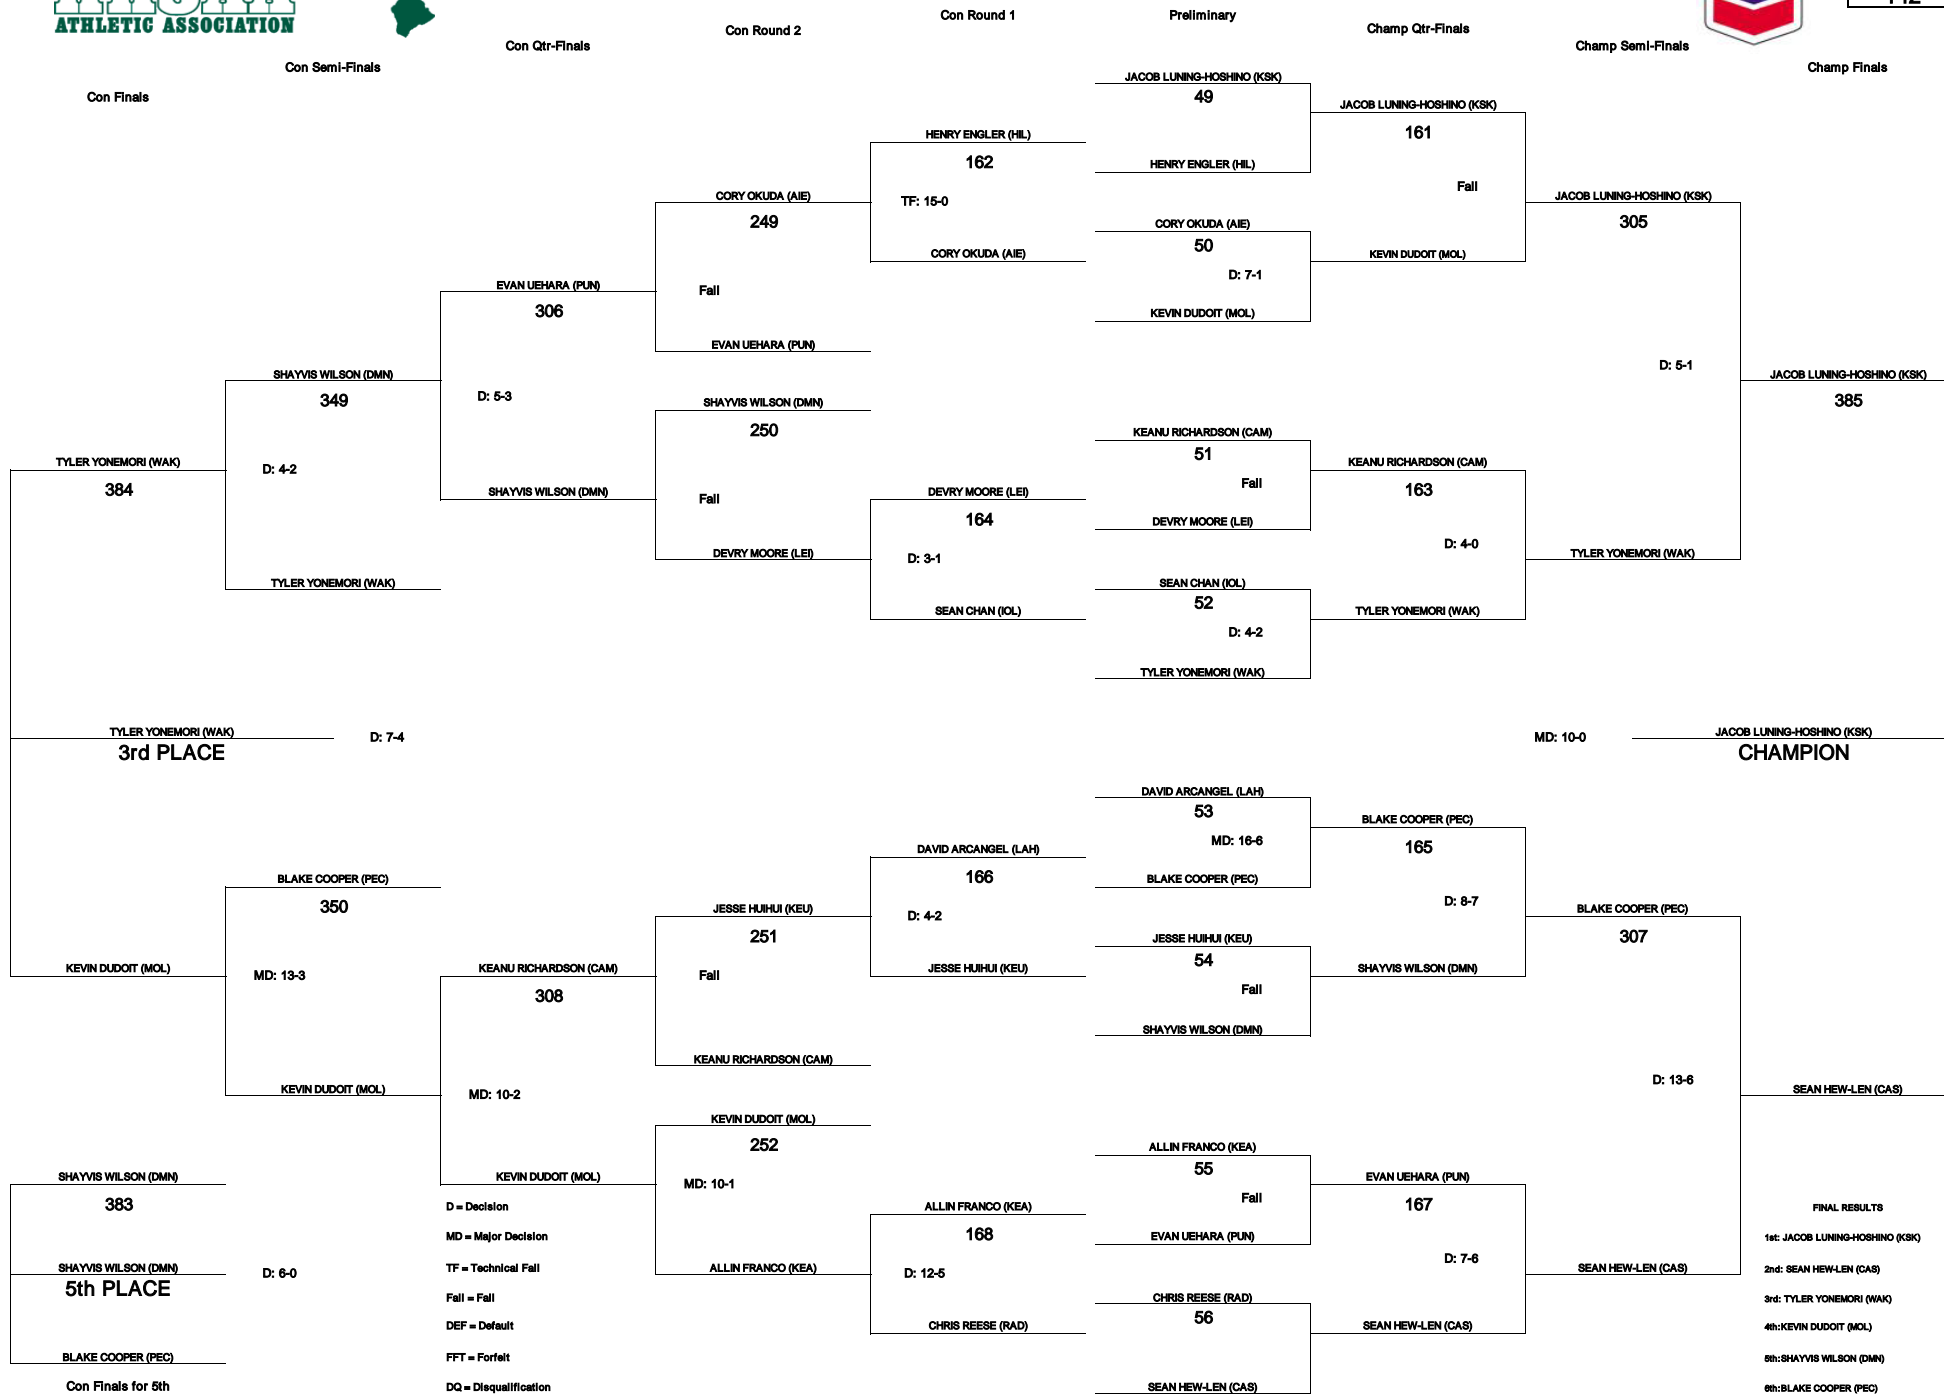 ATHLETIC ASSOCIATION
Con Finals
Con Semi-Finals
Con Qtr-Finals
Con Round 2
Con Round 1
Preliminary
Champ Qtr-Finals
Champ Semi-Finals
Champ Finals
TYLER YONEMORI (WAK)
384
TYLER YONEMORI (WAK)
3rd PLACE
D: 7-4
KEVIN DUDOIT (MOL)
SHAYVIS WILSON (DMN)
383
SHAYVIS WILSON (DMN)
5th PLACE
D: 6-0
BLAKE COOPER (PEC)
Con Finals for 5th
SHAYVIS WILSON (DMN)
349
D: 4-2
TYLER YONEMORI (WAK)
BLAKE COOPER (PEC)
350
MD: 13-3
KEVIN DUDOIT (MOL)
EVAN UEHARA (PUN)
306
D: 5-3
SHAYVIS WILSON (DMN)
KEANU RICHARDSON (CAM)
308
MD: 10-2
KEVIN DUDOIT (MOL)
D = Decision
MD = Major Decision
TF = Technical Fall
Fall = Fall
DEF = Default
FFT = Forfeit
DQ = Disqualification
CORY OKUDA (AIE)
249
Fall
EVAN UEHARA (PUN)
SHAYVIS WILSON (DMN)
250
Fall
DEVRY MOORE (LEI)
JESSE HUIHUI (KEU)
251
Fall
KEANU RICHARDSON (CAM)
KEVIN DUDOIT (MOL)
252
MD: 10-1
ALLIN FRANCO (KEA)
HENRY ENGLER (HIL)
162
TF: 15-0
CORY OKUDA (AIE)
DEVRY MOORE (LEI)
164
D: 3-1
SEAN CHAN (IOL)
DAVID ARCANGEL (LAH)
166
D: 4-2
JESSE HUIHUI (KEU)
ALLIN FRANCO (KEA)
168
D: 12-5
CHRIS REESE (RAD)
JACOB LUNING-HOSHINO (KSK)
49
HENRY ENGLER (HIL)
CORY OKUDA (AIE)
50
D: 7-1
KEVIN DUDOIT (MOL)
KEANU RICHARDSON (CAM)
51
Fall
DEVRY MOORE (LEI)
SEAN CHAN (IOL)
52
D: 4-2
TYLER YONEMORI (WAK)
DAVID ARCANGEL (LAH)
53
MD: 16-6
BLAKE COOPER (PEC)
JESSE HUIHUI (KEU)
54
Fall
SHAYVIS WILSON (DMN)
ALLIN FRANCO (KEA)
55
Fall
EVAN UEHARA (PUN)
CHRIS REESE (RAD)
56
SEAN HEW-LEN (CAS)
JACOB LUNING-HOSHINO (KSK)
161
Fall
KEVIN DUDOIT (MOL)
KEANU RICHARDSON (CAM)
163
D: 4-0
TYLER YONEMORI (WAK)
BLAKE COOPER (PEC)
165
D: 8-7
SHAYVIS WILSON (DMN)
EVAN UEHARA (PUN)
167
D: 7-6
SEAN HEW-LEN (CAS)
JACOB LUNING-HOSHINO (KSK)
305
D: 5-1
TYLER YONEMORI (WAK)
BLAKE COOPER (PEC)
307
D: 13-6
SEAN HEW-LEN (CAS)
JACOB LUNING-HOSHINO (KSK)
385
MD: 10-0
JACOB LUNING-HOSHINO (KSK)
CHAMPION
SEAN HEW-LEN (CAS)
FINAL RESULTS
1st: JACOB LUNING-HOSHINO (KSK)
2nd: SEAN HEW-LEN (CAS)
3rd: TYLER YONEMORI (WAK)
4th:KEVIN DUDOIT (MOL)
5th:SHAYVIS WILSON (DMN)
6th:BLAKE COOPER (PEC)